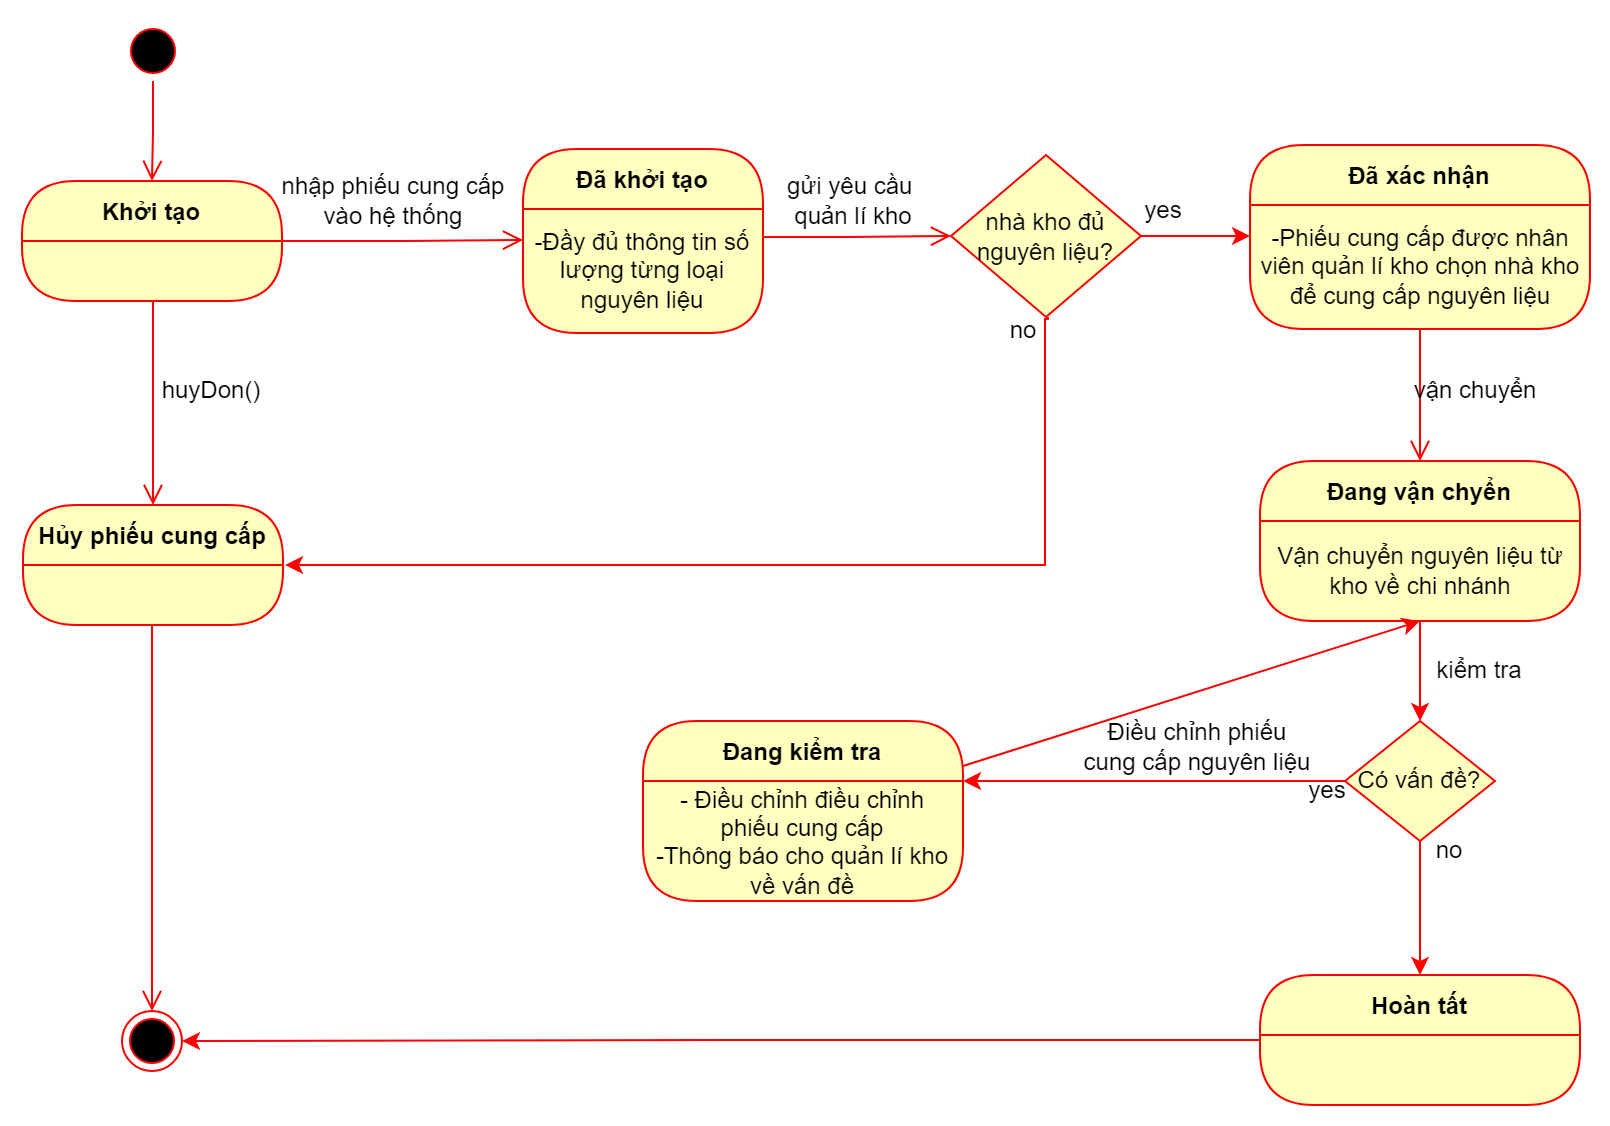 Khởi tạo
nhập phiếu cung cấp
vào hệ thống
Đã khởi tạo
-Đầy đủ thông tin số
lượng từng loại
nguyên liệu
gửi yêu cầu
quản lí kho
nhà kho đủ
nguyên liệu?
yes
no
Đã xác nhận
-Phiếu cung cấp được nhân
viên quản lí kho chọn nhà kho
để cung cấp nguyên liệu
huyDon()
vận chuyển
Hủy phiếu cung cấp
Đang vận chyển
Vận chuyển nguyên liệu từ
kho về chi nhánh
kiểm tra
Điều chỉnh phiếu
cung cấp nguyên liệu
yes
Có vấn đề?
no
Đang kiểm tra
- Điều chỉnh điều chỉnh
phiếu cung cấp
-Thông báo cho quản lí kho
về vấn đề
Hoàn tất